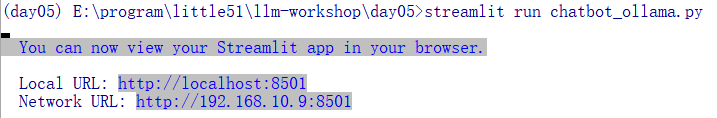 (day05) E:\program\little51\llm-workshop\day05>streamlit run chatbot_ollama.py
You can now view your Streamlit app in your browser.
Local URL: http://localhost:8501
Network URL: http://192.168.10.9:8501